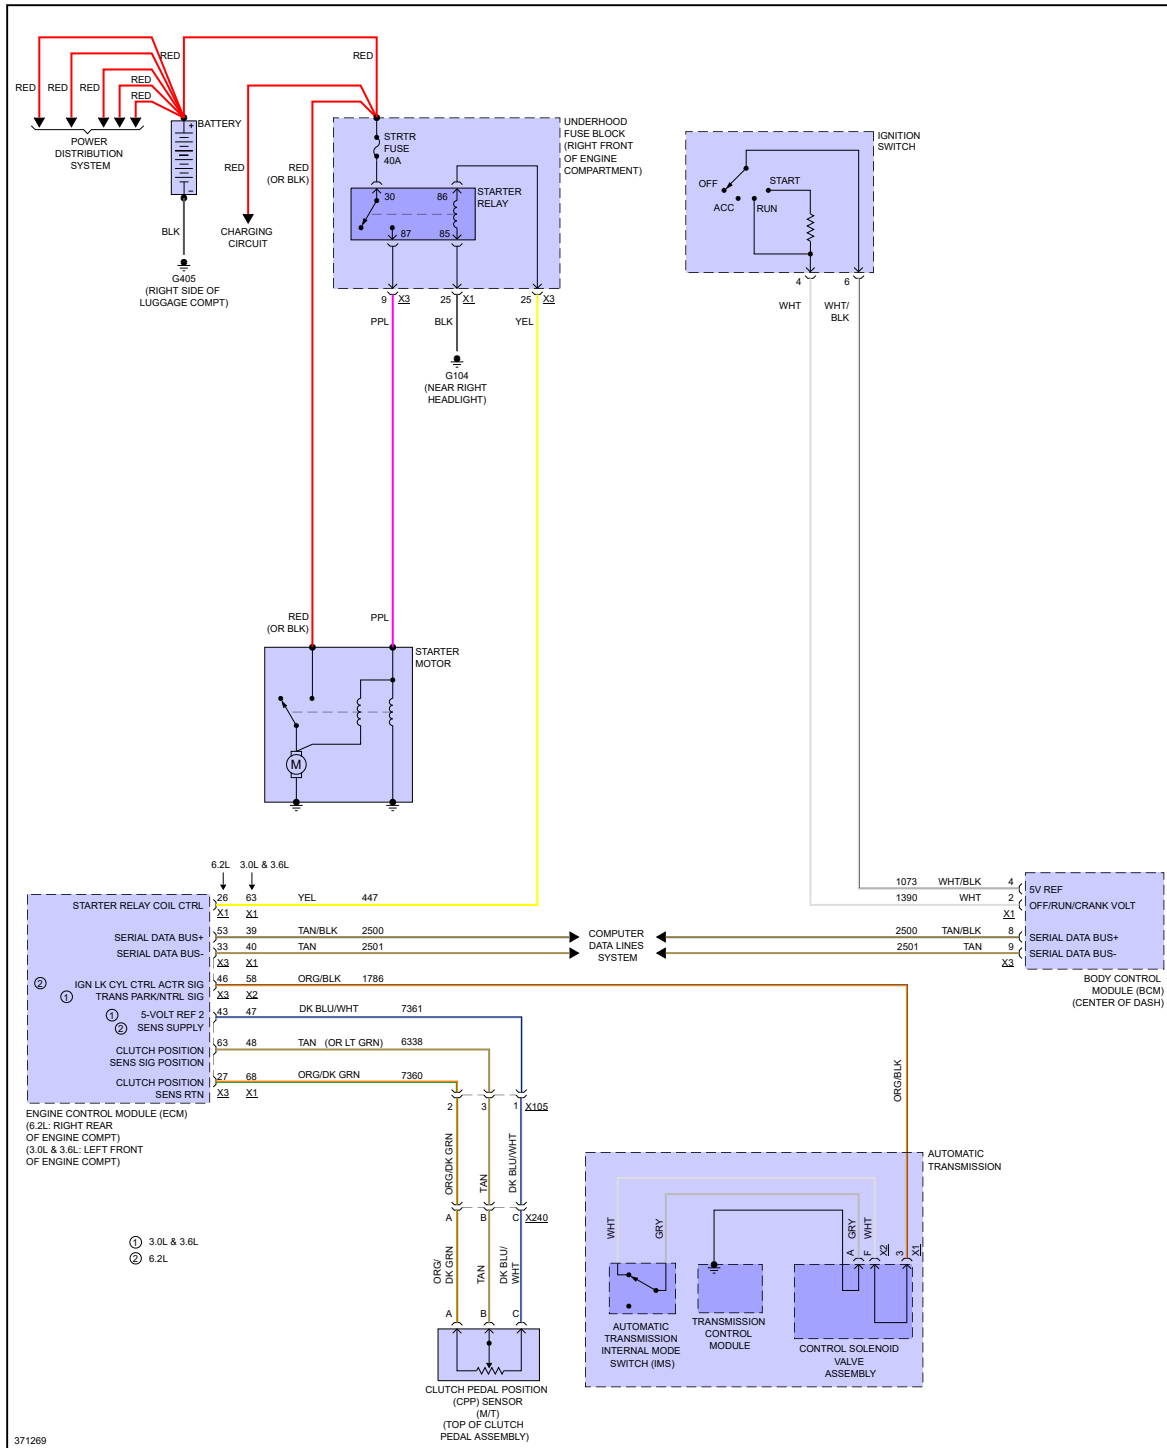 RED
RED
RED
RED
RED
RED
RED
POWER
DISTRIBUTION
SYSTEM
+
BATTERY
–
BLK
G405
(RIGHT SIDE OF
LUGGAGE COMPT)
RED
CHARGING
CIRCUIT
RED
(OR BLK)
STRTR
FUSE
40A
UNDERHOOD
FUSE BLOCK
(RIGHT FRONT
OF ENGINE
COMPARTMENT)
30
86
STARTER
RELAY
87
85
9 X3
25 X1
25 X3
PPL
BLK
YEL
G104
(NEAR RIGHT
HEADLIGHT)
IGNITION
SWITCH
OFF
START
ACC
RUN
4
6
WHT
WHT/
BLK
RED
(OR BLK)
PPL
STARTER
MOTOR
M
6.2L
3.0L & 3.6L
STARTER RELAY COIL CTRL
26 63 YEL 447
X1 X1
SERIAL DATA BUS+
53 39 TAN/BLK 2500
SERIAL DATA BUS-
33 40 TAN 2501
X3 X1
2
IGN LK CYL CTRL ACTR SIG
46 58 ORG/BLK 1786
1
TRANS PARK/NTRL SIG
X3 X2
1
5-VOLT REF 2
43 47 DK BLU/WHT 7361
2
SENS SUPPLY
CLUTCH POSITION
SENS SIG POSITION
63 48 TAN (OR LT GRN) 6338
CLUTCH POSITION
SENS RTN
27 68 ORG/DK GRN 7360
X3 X1
ENGINE CONTROL MODULE (ECM)
(6.2L: RIGHT REAR
OF ENGINE COMPT)
(3.0L & 3.6L: LEFT FRONT
OF ENGINE COMPT)
COMPUTER
DATA LINES
SYSTEM
1073 WHT/BLK 4
5V REF
1390 WHT 2
OFF/RUN/CRANK VOLT
X1
2500 TAN/BLK 8
SERIAL DATA BUS+
2501 TAN 9
SERIAL DATA BUS-
X3
BODY CONTROL
MODULE (BCM)
(CENTER OF DASH)
ORG/BLK
2 3 1 X105
ORG/DK GRN
TAN
DK BLU/WHT
A B C X240
ORG/
DK GRN
TAN
DK BLU/
WHT
A B C
CLUTCH PEDAL POSITION
(CPP) SENSOR
(M/T)
(TOP OF CLUTCH
PEDAL ASSEMBLY)
1 3.0L & 3.6L
2 6.2L
AUTOMATIC
TRANSMISSION
WHT
GRY
GRY
WHT
A
F
X2
3
X1
AUTOMATIC
TRANSMISSION
INTERNAL MODE
SWITCH (IMS)
TRANSMISSION
CONTROL
MODULE
CONTROL SOLENOID
VALVE
ASSEMBLY
371269